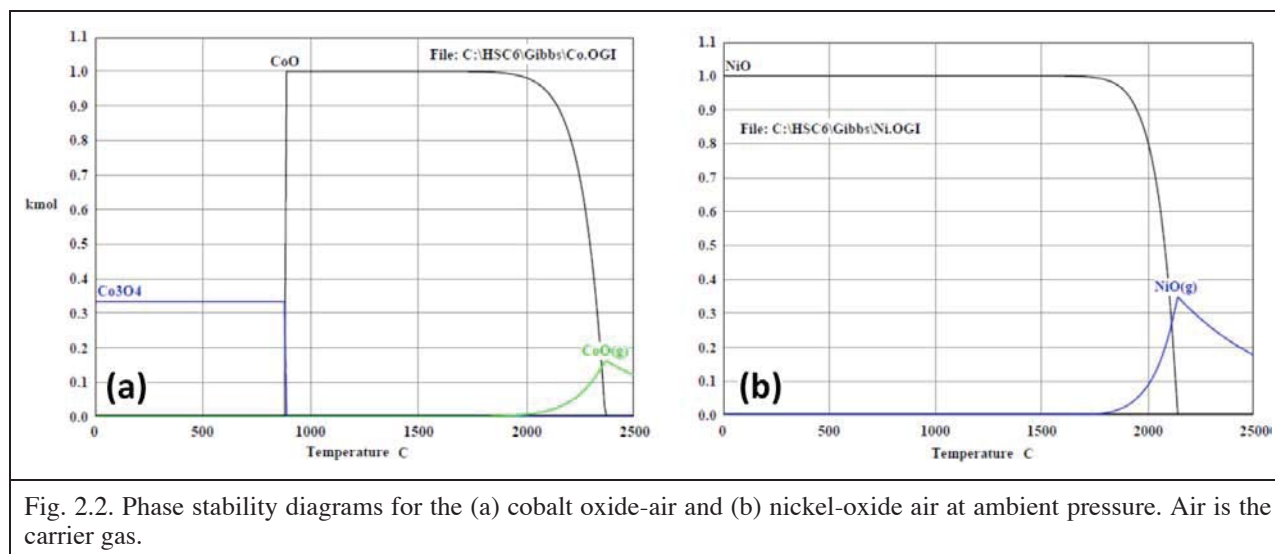 1.1
File: C:\HSC6\Gibbs\Co.OGI
CoO
1.0
0.9
0.8
0.7
kmol
0.6
0.5
0.4
Co3O4
0.3
0.2
CoO(g)
0.1
(a)
0.0
0 500 1000 1500 2000 2500
Temperature C
1.1
NiO
1.0
0.9
File: C:\HSC6\Gibbs\Ni.OGI
0.8
0.7
0.6
0.5
0.4
NiO(g)
0.3
0.2
0.1
(b)
0.0
0 500 1000 1500 2000 2500
Temperature C
Fig. 2.2. Phase stability diagrams for the (a) cobalt oxide-air and (b) nickel-oxide air at ambient pressure. Air is the
carrier gas.